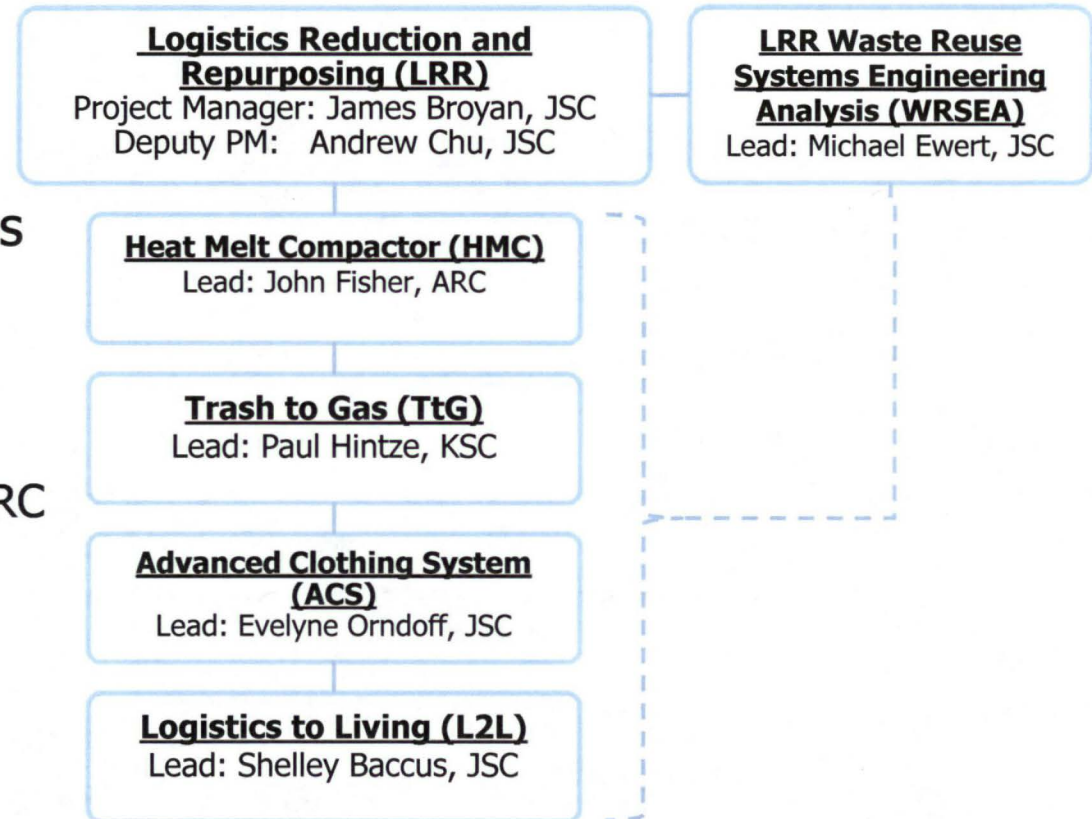 Logistics Reduction and
Repurposing (LRR)
Project Manager: James Broyan, JSC
Deputy PM: Andrew Chu, JSC
LRR Waste Reuse
Systems Engineering
Analysis (WRSEA)
Lead: Michael Ewert, JSC
s
Heat Melt Compactor (HMC)
Lead: John Fisher, ARC
Trash to Gas (TtG)
Lead: Paul Hintze, KSC
RC
Advanced Clothing System
(ACS)
Lead: Evelyne Orndoff, JSC
Logistics to Living (L2L)
Lead: Shelley Baccus, JSC